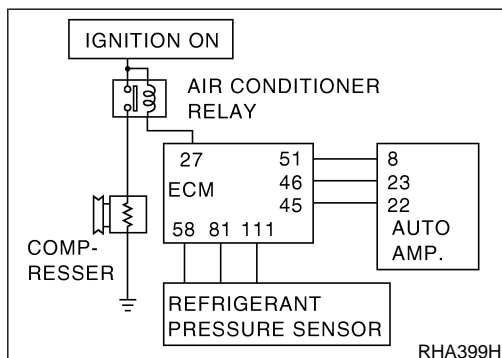 IGNITION ON
AIR CONDITIONER
RELAY
27
51
8
ECM
46
23
45
22
58 81 111
AUTO
AMP.
COMP-
RESSER
REFRIGERANT
PRESSURE SENSOR
RHA399H